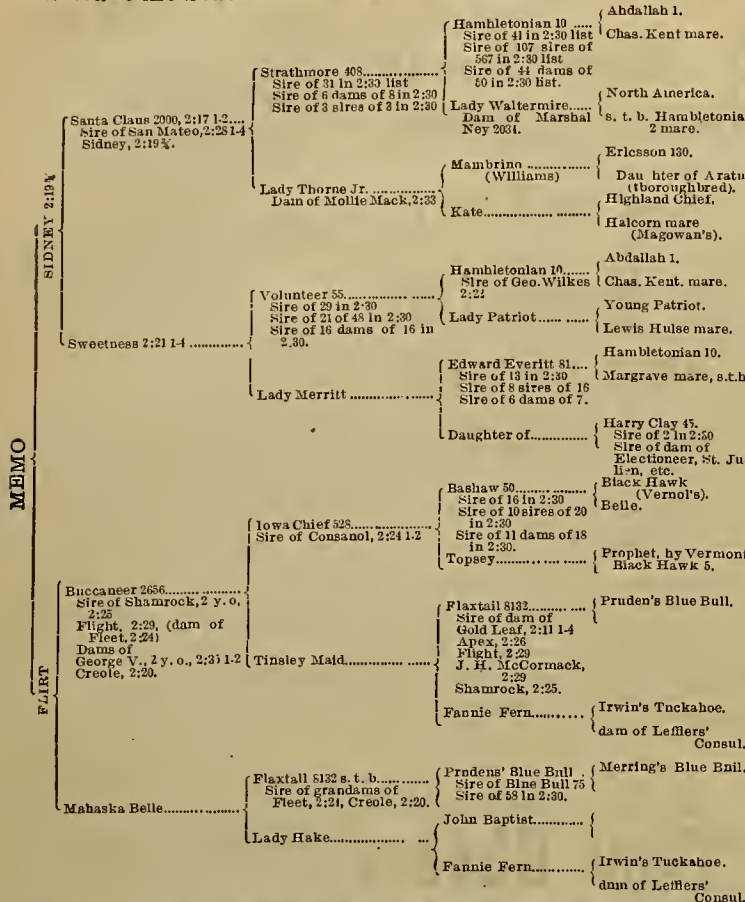 MEMO
SIDNEY 2:19¾
Santa Claus 2000, 2:17 1-2....
Sire of San Mateo, 2:28 1-4
Sidney, 2:19¾.
Strathmore 408..................
Sire of 31 in 2:30 list
Sire of 6 dams of 8 in 2:30
Sire of 3 sires of 3 in 2:30
Hambletonian 10 .....
Sire of 41 in 2:30 list
Sire of 107 sires of
567 in 2:30 list
Sire of 44 dams of
50 in 2:30 list.
Abdallah 1.
Chas. Kent mare.
Lady Waltermire.....
Dam of Marshal
Ney 2034.
North America.
s. t. b. Hambletonia
2 mare.
Lady Thorne Jr. ................
Dam of Mollie Mack, 2:33
Mambrino ..............
(Williams)
Ericsson 130.
Dau hter of Aratu
(thoroughbred).
Kate......................
Highland Chief.
Halcorn mare
(Magowan's).
Sweetness 2:21 1-4 ..............
Volunteer 55.....................
Sire of 29 in 2:30
Sire of 21 of 48 in 2:30
Sire of 16 dams of 16 in
2.30.
Hambletonian 10.......
Sire of Geo. Wilkes
2:22
Abdallah 1.
Chas. Kent. mare.
Lady Patriot.............
Young Patriot.
Lewis Hulse mare.
Lady Merritt ....................
Edward Everitt 81....
Sire of 13 in 2:30
Sire of 8 sires of 16
Sire of 6 dams of 7.
Hambletonian 10.
Margrave mare, s.t.b
Daughter of..............
Harry Clay 45.
Sire of 2 in 2:30
Sire of dam of
Electioneer, St. Ju
lien, etc.
FLIRT
Buccaneer 2656...................
Sire of Shamrock, 2 y. o.,
2:25
Flight, 2:29, (dam of
Fleet, 2:24)
Dams of
George V., 2 y. o., 2:35 1-2
Creole, 2:20.
Iowa Chief 528...................
Sire of Consanol, 2:24 1-2
Bashaw 50................
Sire of 16 in 2:30
Sire of 10 sires of 20
in 2:30
Sire of 11 dams of 18
in 2:30.
Black Hawk
(Vernol's).
Belle.
Topsey....................
Prophet, by Vermont
Black Hawk 5.
Tinsley Maid.....................
Flaxtail 8132............
Sire of dam of
Gold Leaf, 2:11 1-4
Apex, 2:26
Flight, 2:29
J. H. McCormack,
2:29
Shamrock, 2:25.
Pruden's Blue Bull.
Fannie Fern..............
Irwin's Tuckahoe.
dam of Lefflers'
Consul.
Mahaska Belle....................
Flaxtail 8132 s. t. b............
Sire of grandams of
Fleet, 2:24, Creole, 2:20.
Prudens' Blue Bull .
Sire of Blue Bull 75
Sire of 58 in 2:30.
Merring's Blue Bull.
Lady Hake........................
John Baptist.............
Fannie Fern..............
Irwin's Tuckahoe.
dam of Lefflers'
Consul.